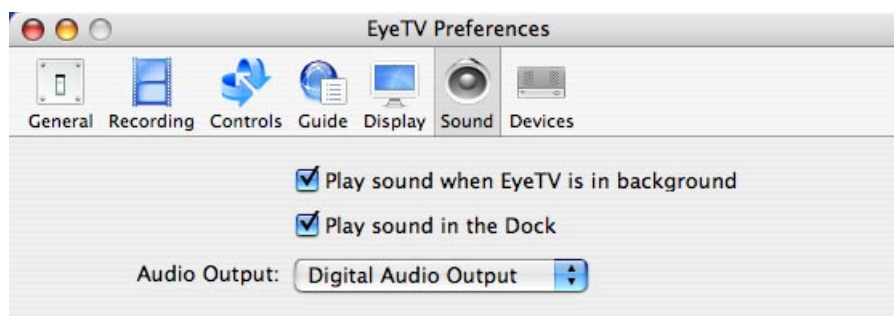 EyeTV Preferences
General Recording Controls Guide Display Sound Devices
Play sound when EyeTV is in background
Play sound in the Dock
Audio Output: Digital Audio Output